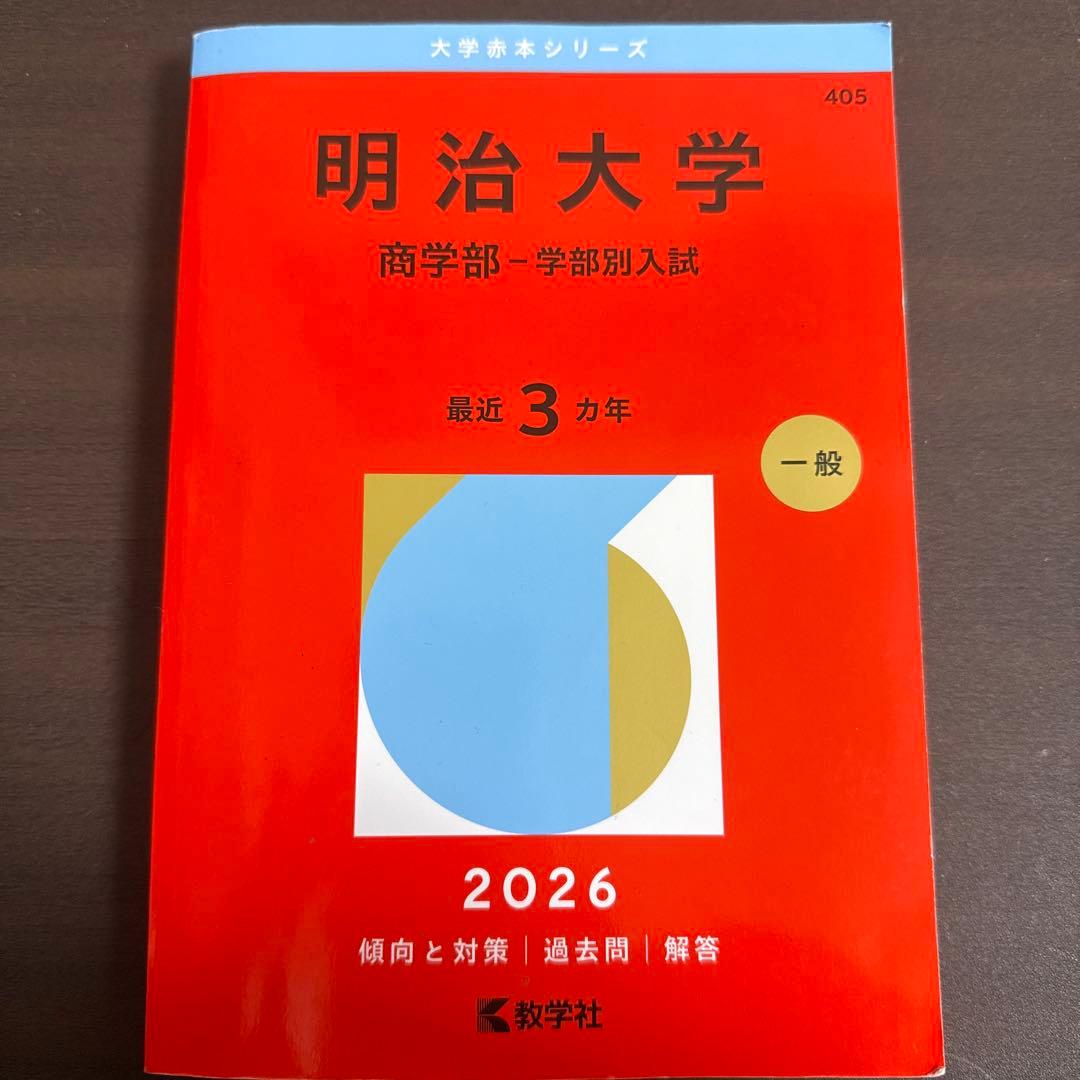 大学赤本シリーズ
405
明治大学
商学部-学部別入試
最近3カ年
一般
2026
傾向と対策|過去問|解答
教学社